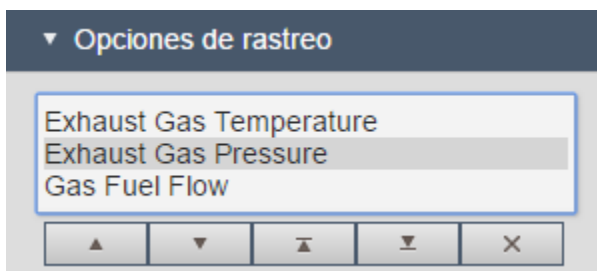 Opciones de rastreo
Exhaust Gas Temperature
Exhaust Gas Pressure
Gas Fuel Flow